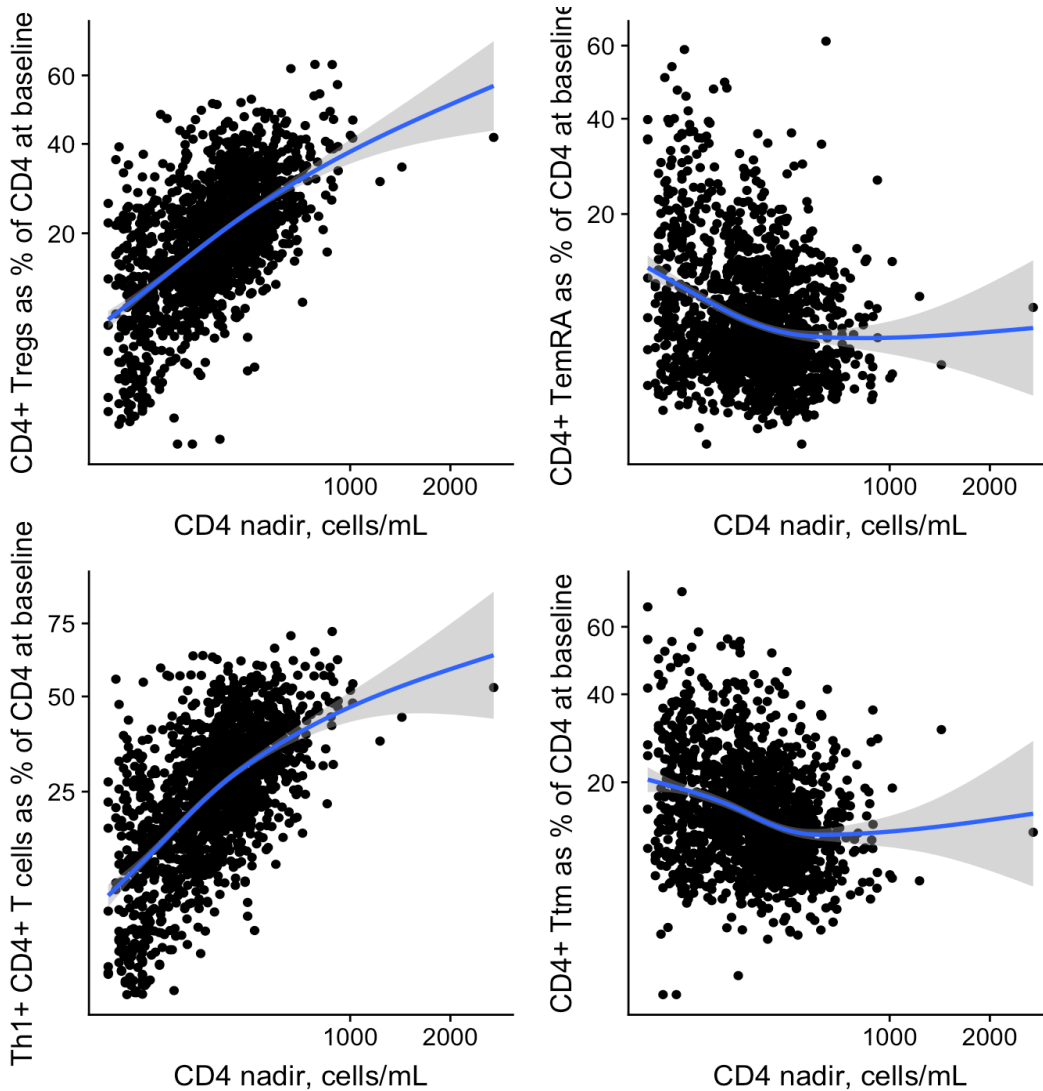 CD4+ Tregs as % of CD4 at baseline
60
40
20
1000 2000
CD4 nadir, cells/mL
CD4+ TemRA as % of CD4 at baseline
60
40
20
1000 2000
CD4 nadir, cells/mL
Th1+ CD4+ T cells as % of CD4 at baseline
75
50
25
1000 2000
CD4 nadir, cells/mL
CD4+ Ttm as % of CD4 at baseline
60
40
20
1000 2000
CD4 nadir, cells/mL